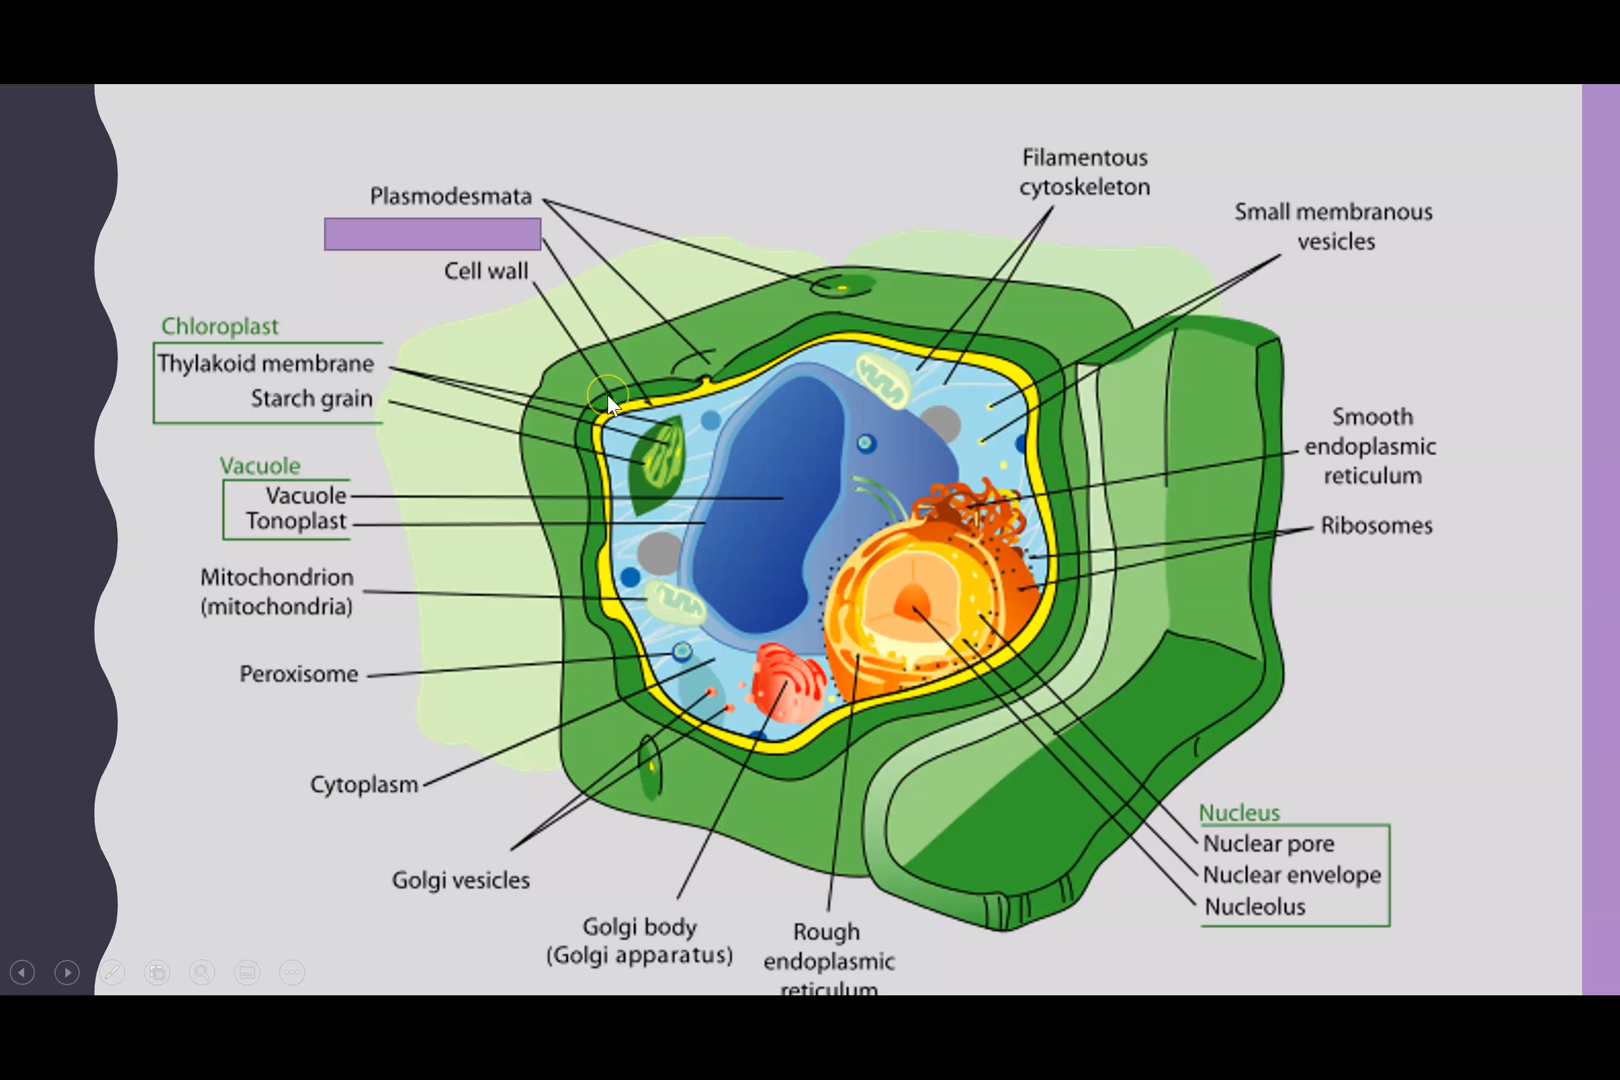 Plasmodesmata
Cell wall
Chloroplast
Thylakoid membrane
Starch grain
Vacuole
Vacuole
Tonoplast
Mitochondrion
(mitochondria)
Peroxisome
Cytoplasm
Golgi vesicles
Golgi body
(Golgi apparatus)
Rough
endoplasmic
reticulum
Filamentous
cytoskeleton
Small membranous
vesicles
Smooth
endoplasmic
reticulum
Ribosomes
Nucleus
Nuclear pore
Nuclear envelope
Nucleolus